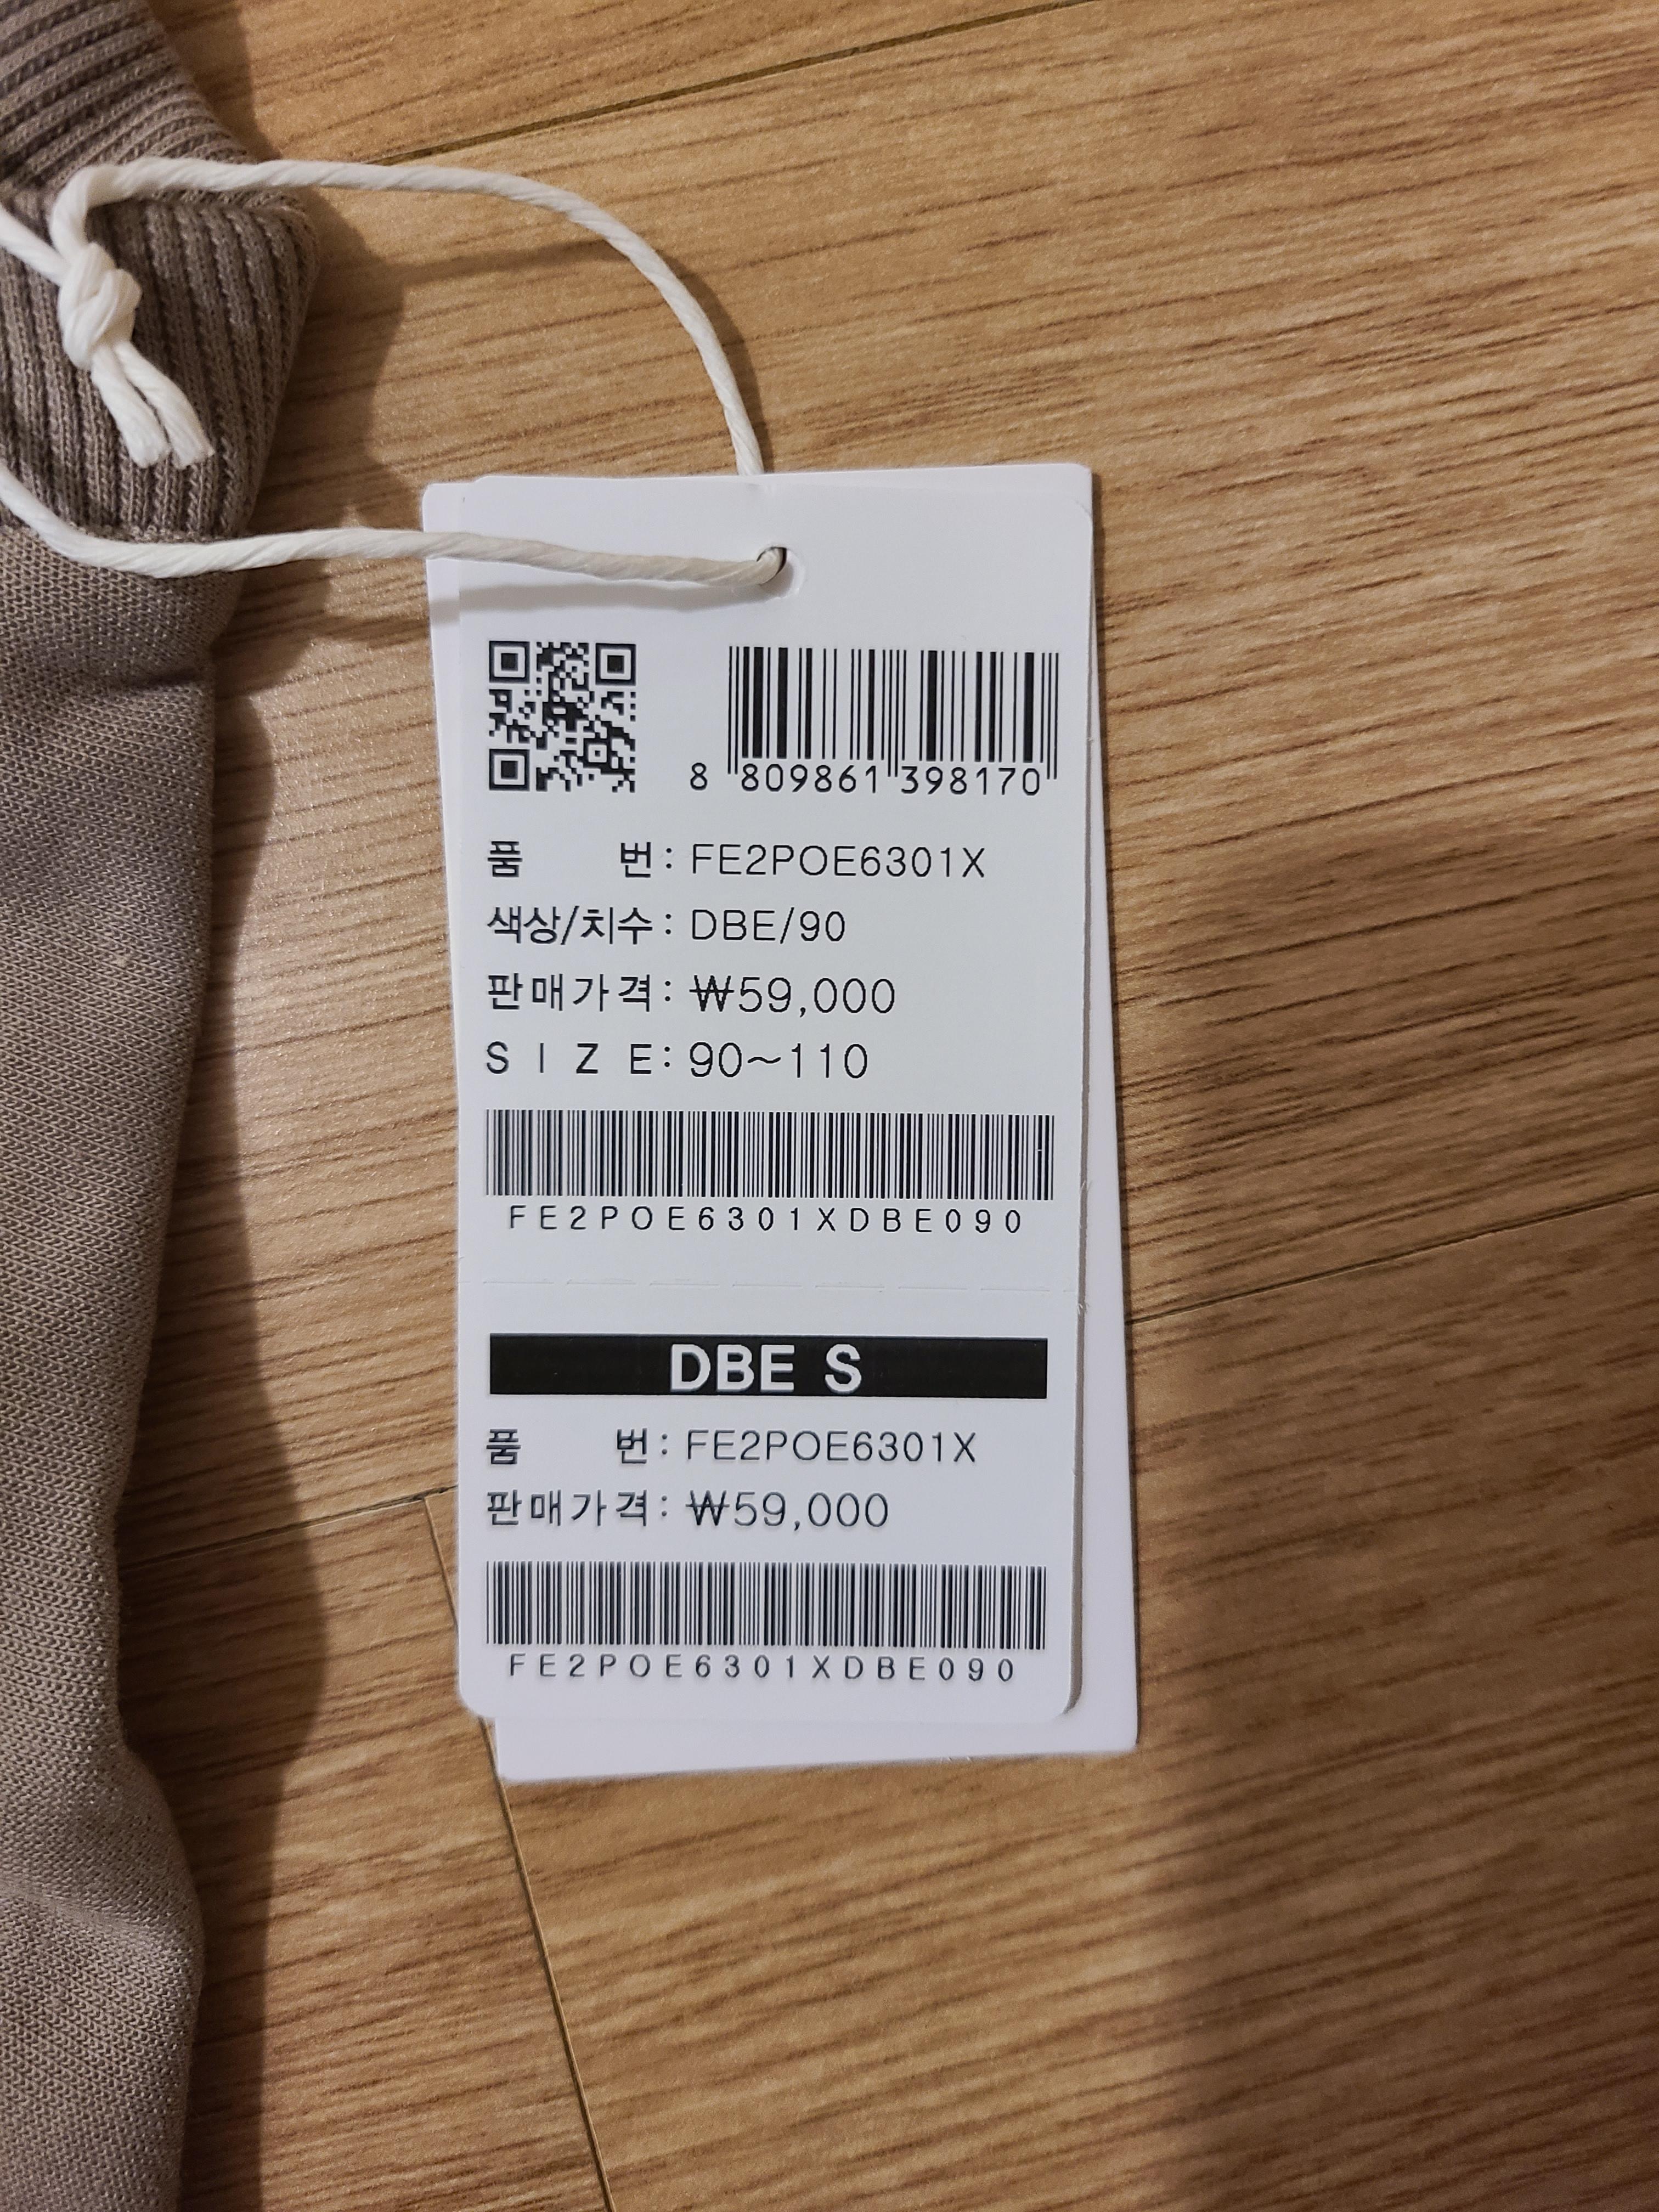 8 809861 398170
품 번: FE2POE6301X
색상/치수: DBE/90
판매가격: ₩59,000
SIZE: 90~110
FE2POE6301XDBE090
DBE S
품 번: FE2POE6301X
판매가격: ₩59,000
FE2POE6301XDBE090